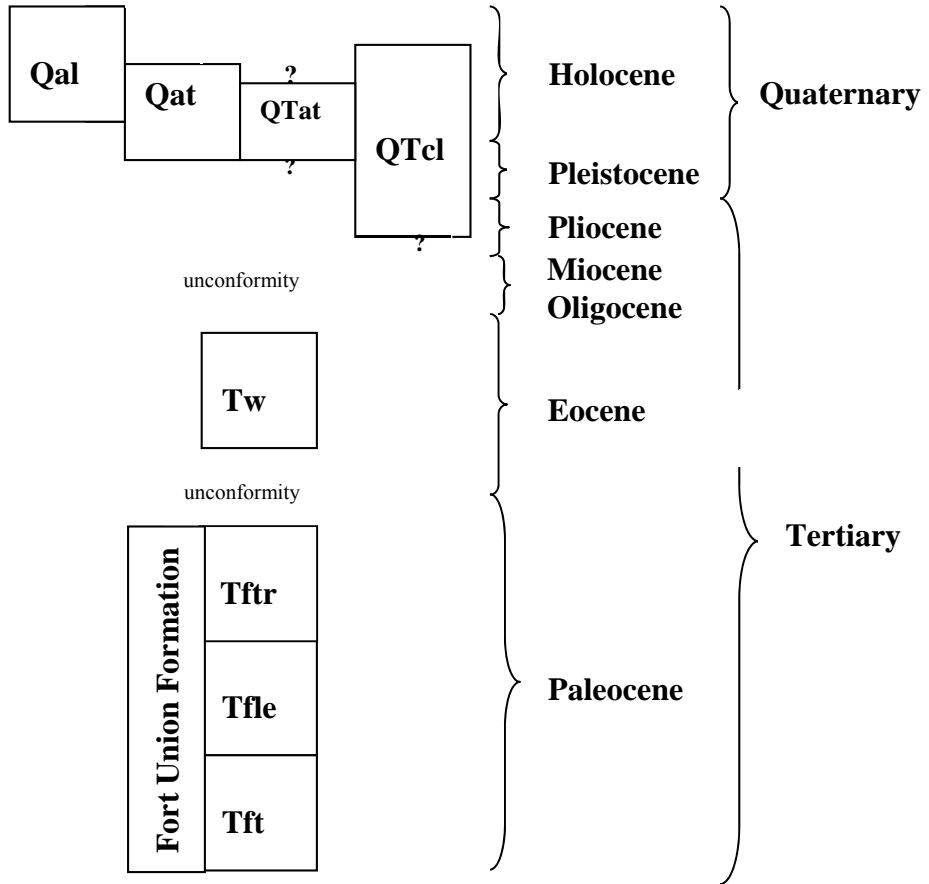 Qal
Qat
?
QTat
?
QTcl
?
Holocene
Pleistocene
Pliocene
Miocene
Oligocene
Eocene
Paleocene
Quaternary
Tertiary
unconformity
Tw
unconformity
Fort Union Formation
Tftr
Tfle
Tft